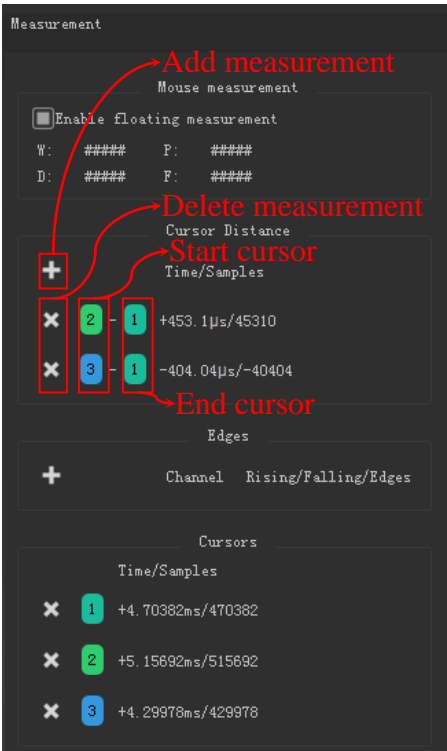 Measurement
Add measurement
Mouse measurement
Enable floating measurement
W: ##### P: #####
D: ##### F: #####
Delete measurement
Cursor Distance
Start cursor
Time/Samples
2 - 1 +453.1μs/45310
3 - 1 -404.04μs/-40404
End cursor
Edges
Channel Rising/Falling/Edges
Cursors
Time/Samples
1 +4.70382ms/470382
2 +5.15692ms/515692
3 +4.29978ms/429978